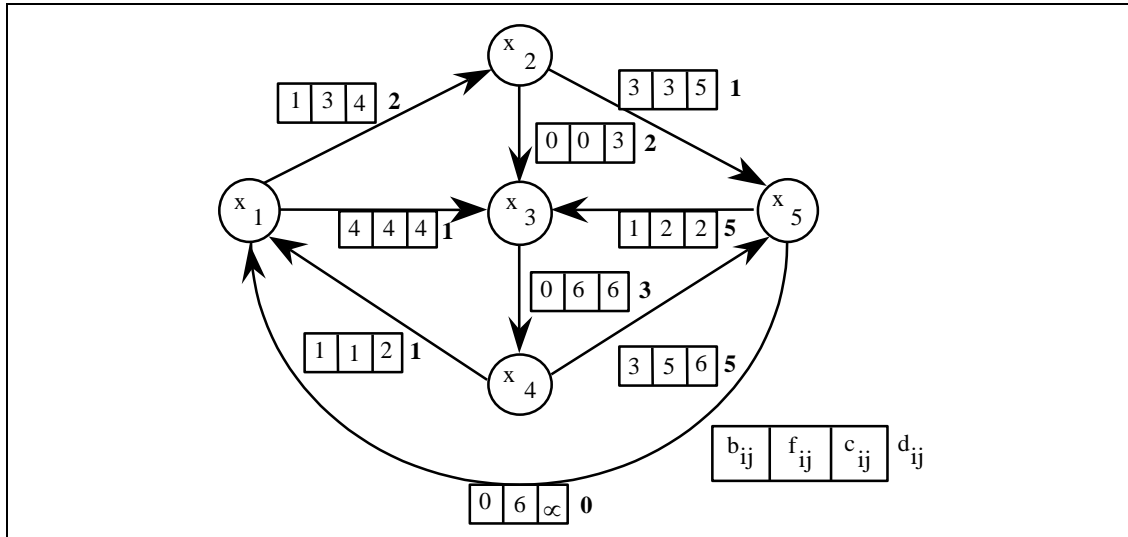 x 2
1 3 4 2
3 3 5 1
0 0 3 2
x 1
x 3
x 5
4 4 4 1
1 2 2 5
0 6 6 3
1 1 2 1
x 4
3 5 6 5
b ij f ij c ij d ij
0 6 ∝ 0